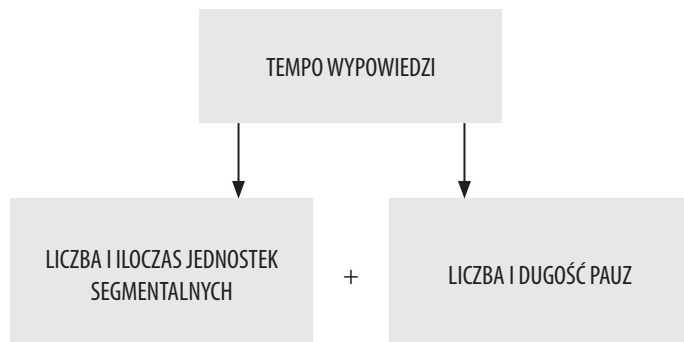 TEMPO WYPOWIEDZI
LICZBA I ILOCZAS JEDNOSTEK
SEGMENTALNYCH
+
LICZBA I DUGOŚĆ PAUZ